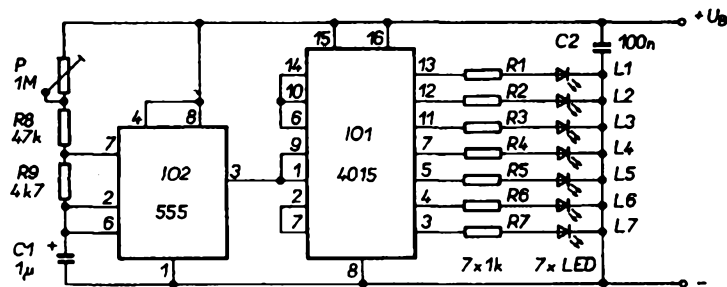 + U_B
C2 100n
15 16
P
1M
14 13 R1 L1
10 12 R2 L2
6 11 R3 L3
R8
47k
4 8
7 IO2 3 9 IO1 7 R4 L4
R9
4k7
555 1 4015 5 R5 L5
2 2 4 R6 L6
6 7 3 R7 L7
C1 +
1µ
1 8 7x1k 7x LED
-